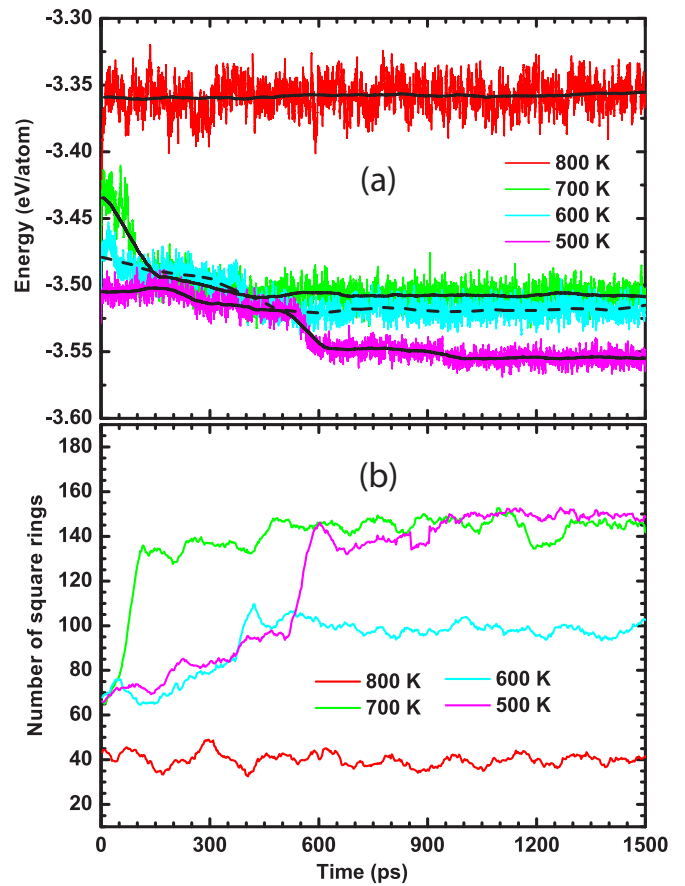 -3.30
-3.35
-3.40
-3.45
-3.50
-3.55
-3.60
Energy (eV/atom)
(a)
800 K
700 K
600 K
500 K
180
160
140
120
100
80
60
40
20
Number of square rings
(b)
800 K
700 K
600 K
500 K
0 300 600 900 1200 1500
Time (ps)